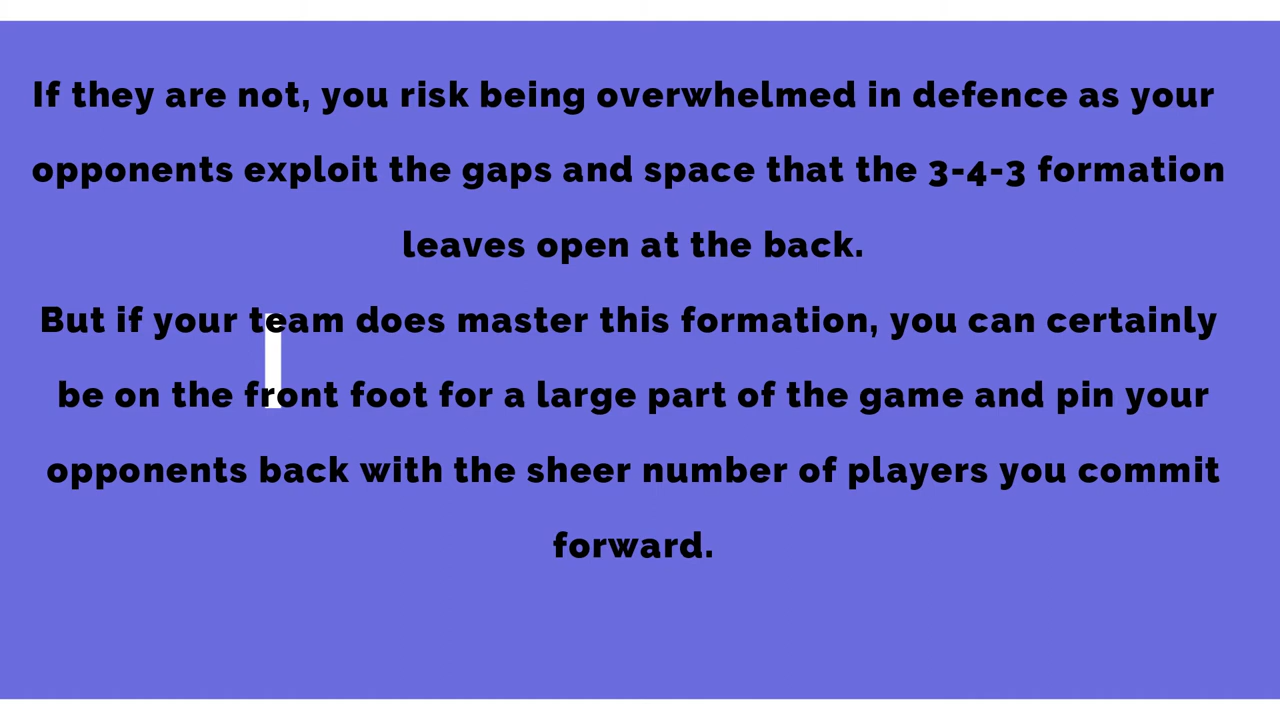 If they are not, you risk being overwhelmed in defence as your
opponents exploit the gaps and space that the 3-4-3 formation
leaves open at the back.
But if your team does master this formation, you can certainly
be on the front foot for a large part of the game and pin your
opponents back with the sheer number of players you commit
forward.